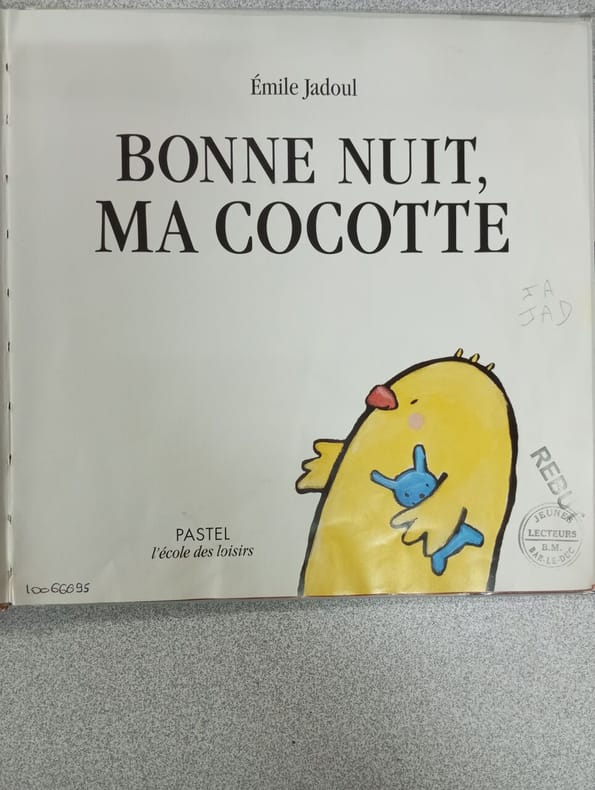 Émile Jadoul
BONNE NUIT,
MA COCOTTE
JA
JAD
REBUT
JEUNES
LECTEURS
B.M.
BAR-LE-DUC
PASTEL
l'école des loisirs
10066695